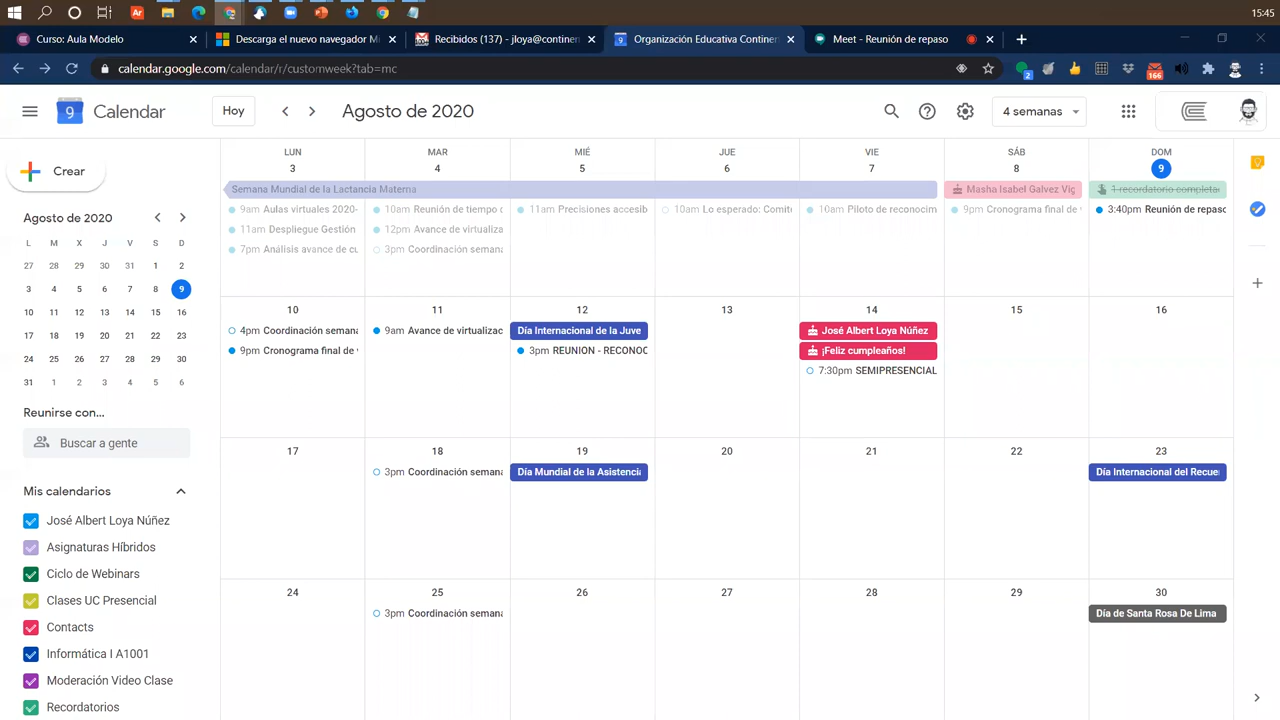 15:45
Curso: Aula Modelo
Descarga el nuevo navegador Mi
Recibidos (137) - jloya@continen
Organización Educativa Continen
Meet - Reunión de repaso
calendar.google.com/calendar/r/customweek?tab=mc
2
166
9 Calendar
Hoy
Agosto de 2020
4 semanas
Crear
Agosto de 2020
L M X J V S D
27 28 29 30 31 1 2
3 4 5 6 7 8 9
10 11 12 13 14 15 16
17 18 19 20 21 22 23
24 25 26 27 28 29 30
31 1 2 3 4 5 6
Reunirse con...
Buscar a gente
Mis calendarios
José Albert Loya Núñez
Asignaturas Híbridos
Ciclo de Webinars
Clases UC Presencial
Contacts
Informática I A1001
Moderación Video Clase
Recordatorios
LUN MAR MIÉ JUE VIE SÁB DOM
3 4 5 6 7 8 9
Semana Mundial de la Lactancia Materna
Masha Isabel Galvez Vig
1 recordatorio completa
9am Aulas virtuales 2020-
10am Reunión de tiempo d
11am Precisiones accesib
10am Lo esperado: Comité
10am Piloto de reconocim
9pm Cronograma final de
3:40pm Reunión de repaso
11am Despliegue Gestión
12pm Avance de virtualiza
7pm Análisis avance de cu
3pm Coordinación semana
10 11 12 13 14 15 16
4pm Coordinación semana
9am Avance de virtualizac
Día Internacional de la Juve
José Albert Loya Núñez
9pm Cronograma final de
3pm REUNION - RECONOC
¡Feliz cumpleaños!
7:30pm SEMIPRESENCIAL
17 18 19 20 21 22 23
3pm Coordinación semana
Día Mundial de la Asistencia
Día Internacional del Recue
24 25 26 27 28 29 30
3pm Coordinación semana
Día de Santa Rosa De Lima